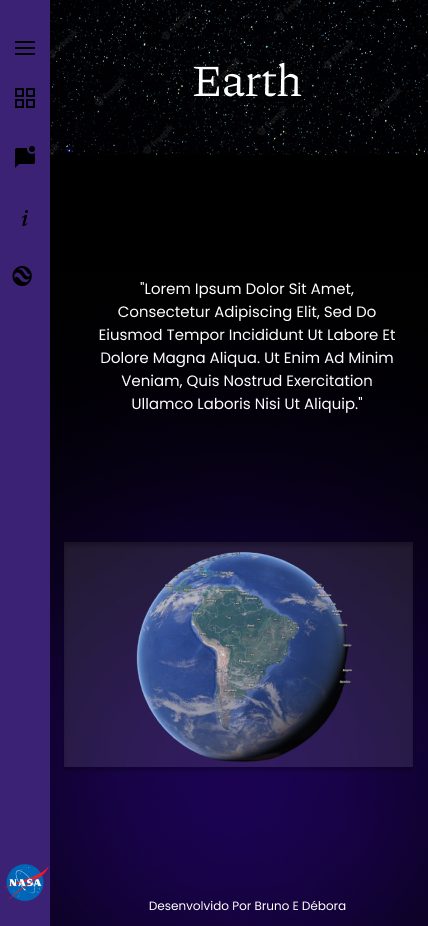 Earth
"Lorem Ipsum Dolor Sit Amet,
Consectetur Adipiscing Elit, Sed Do
Eiusmod Tempor Incididunt Ut Labore Et
Dolore Magna Aliqua. Ut Enim Ad Minim
Veniam, Quis Nostrud Exercitation
Ullamco Laboris Nisi Ut Aliquip."
i
NASA
Desenvolvido Por Bruno E Débora